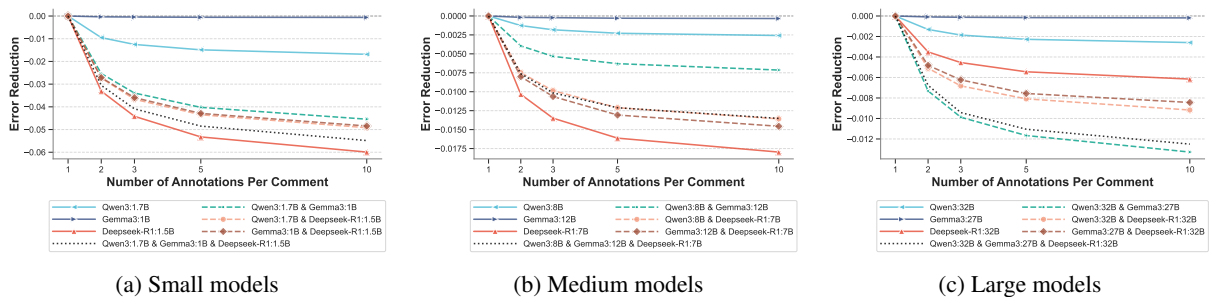 Error Reduction
0.00
−0.01
−0.02
−0.03
−0.04
−0.05
−0.06
1 2 3 5 10
Number of Annotations Per Comment
Qwen3:1.7B
Gemma3:1B
Deepseek-R1:1.5B
Qwen3:1.7B & Gemma3:1B
Qwen3:1.7B & Deepseek-R1:1.5B
Gemma3:1B & Deepseek-R1:1.5B
Qwen3:1.7B & Gemma3:1B & Deepseek-R1:1.5B
(a) Small models
Error Reduction
0.0000
−0.0025
−0.0050
−0.0075
−0.0100
−0.0125
−0.0150
−0.0175
1 2 3 5 10
Number of Annotations Per Comment
Qwen3:8B
Gemma3:12B
Deepseek-R1:7B
Qwen3:8B & Gemma3:12B
Qwen3:8B & Deepseek-R1:7B
Gemma3:12B & Deepseek-R1:7B
Qwen3:8B & Gemma3:12B & Deepseek-R1:7B
(b) Medium models
Error Reduction
0.000
−0.002
−0.004
−0.006
−0.008
−0.010
−0.012
1 2 3 5 10
Number of Annotations Per Comment
Qwen3:32B
Gemma3:27B
Deepseek-R1:32B
Qwen3:32B & Gemma3:27B
Qwen3:32B & Deepseek-R1:32B
Gemma3:27B & Deepseek-R1:32B
Qwen3:32B & Gemma3:27B & Deepseek-R1:32B
(c) Large models